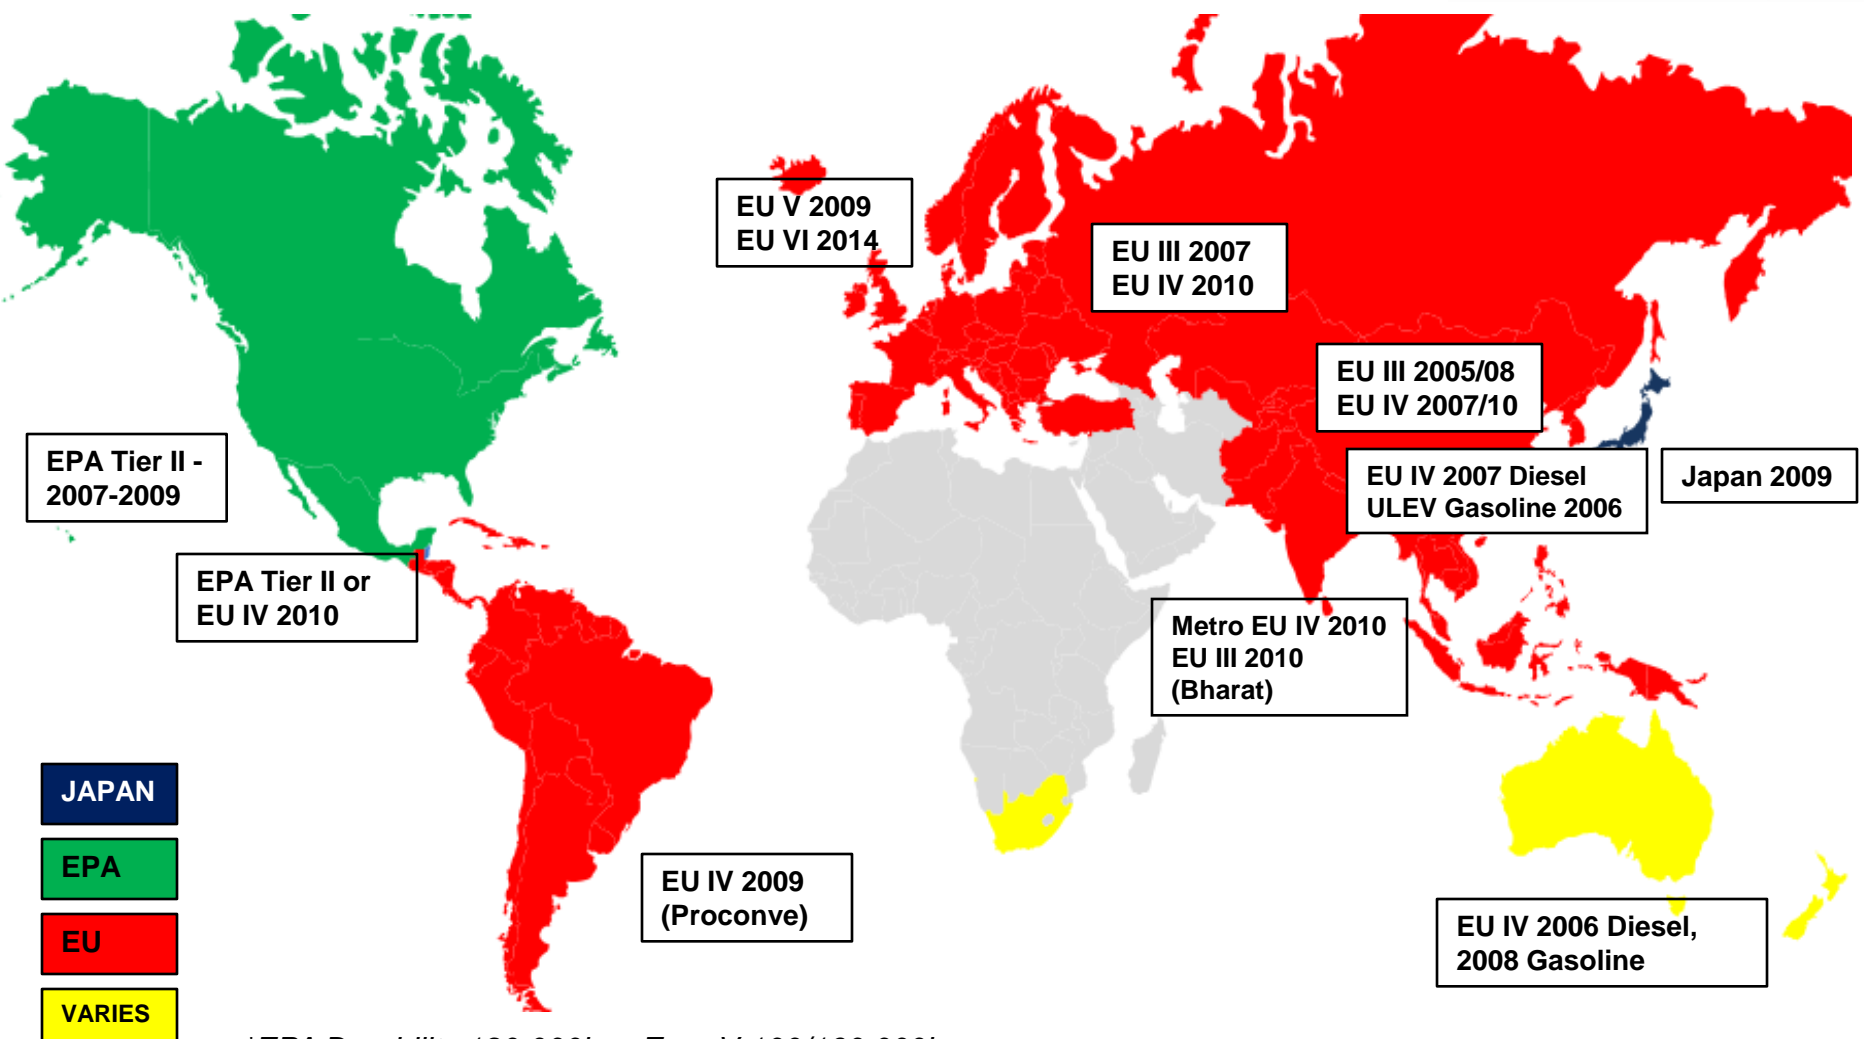 EU V 2009
EU VI 2014
EU III 2007
EU IV 2010
EU III 2005/08
EU IV 2007/10
EPA Tier II -
2007-2009
EU IV 2007 Diesel
ULEV Gasoline 2006
Japan 2009
EPA Tier II or
EU IV 2010
Metro EU IV 2010
EU III 2010
(Bharat)
JAPAN
EPA
EU
VARIES
EU IV 2009
(Proconve)
EU IV 2006 Diesel,
2008 Gasoline